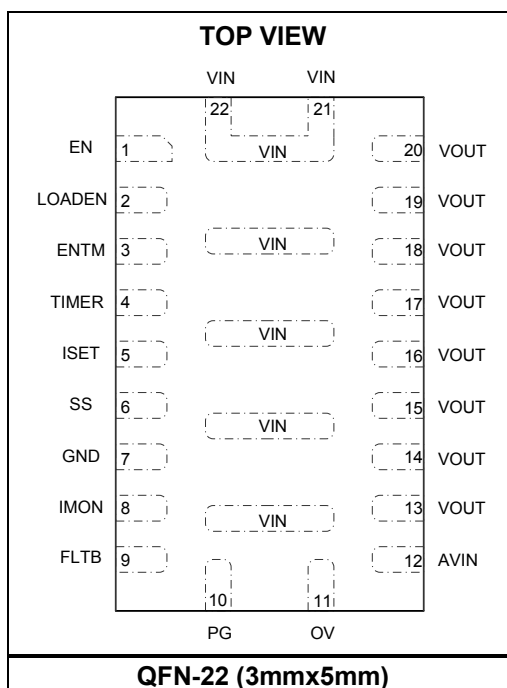 TOP VIEW
VIN VIN
22 21
EN 1 VIN 20 VOUT
LOADEN 2 19 VOUT
ENTM 3 VIN 18 VOUT
TIMER 4 17 VOUT
VIN
ISET 5 16 VOUT
SS 6 15 VOUT
VIN
GND 7 14 VOUT
IMON 8 13 VOUT
VIN
FLTB 9 12 AVIN
10 11
PG OV
QFN-22 (3mmx5mm)